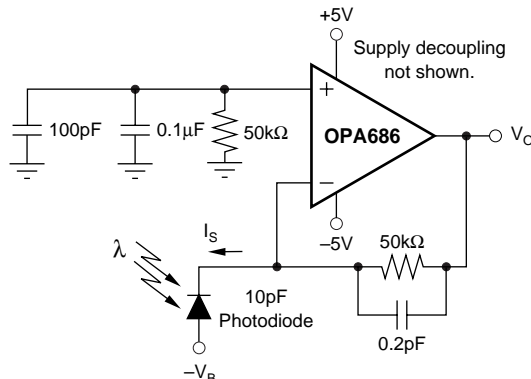 +5V
Supply decoupling
not shown.
+
100pF
0.1µF
50kΩ
OPA686
V_O
–
–5V
I_S
50kΩ
λ
10pF
Photodiode
0.2pF
–V_B